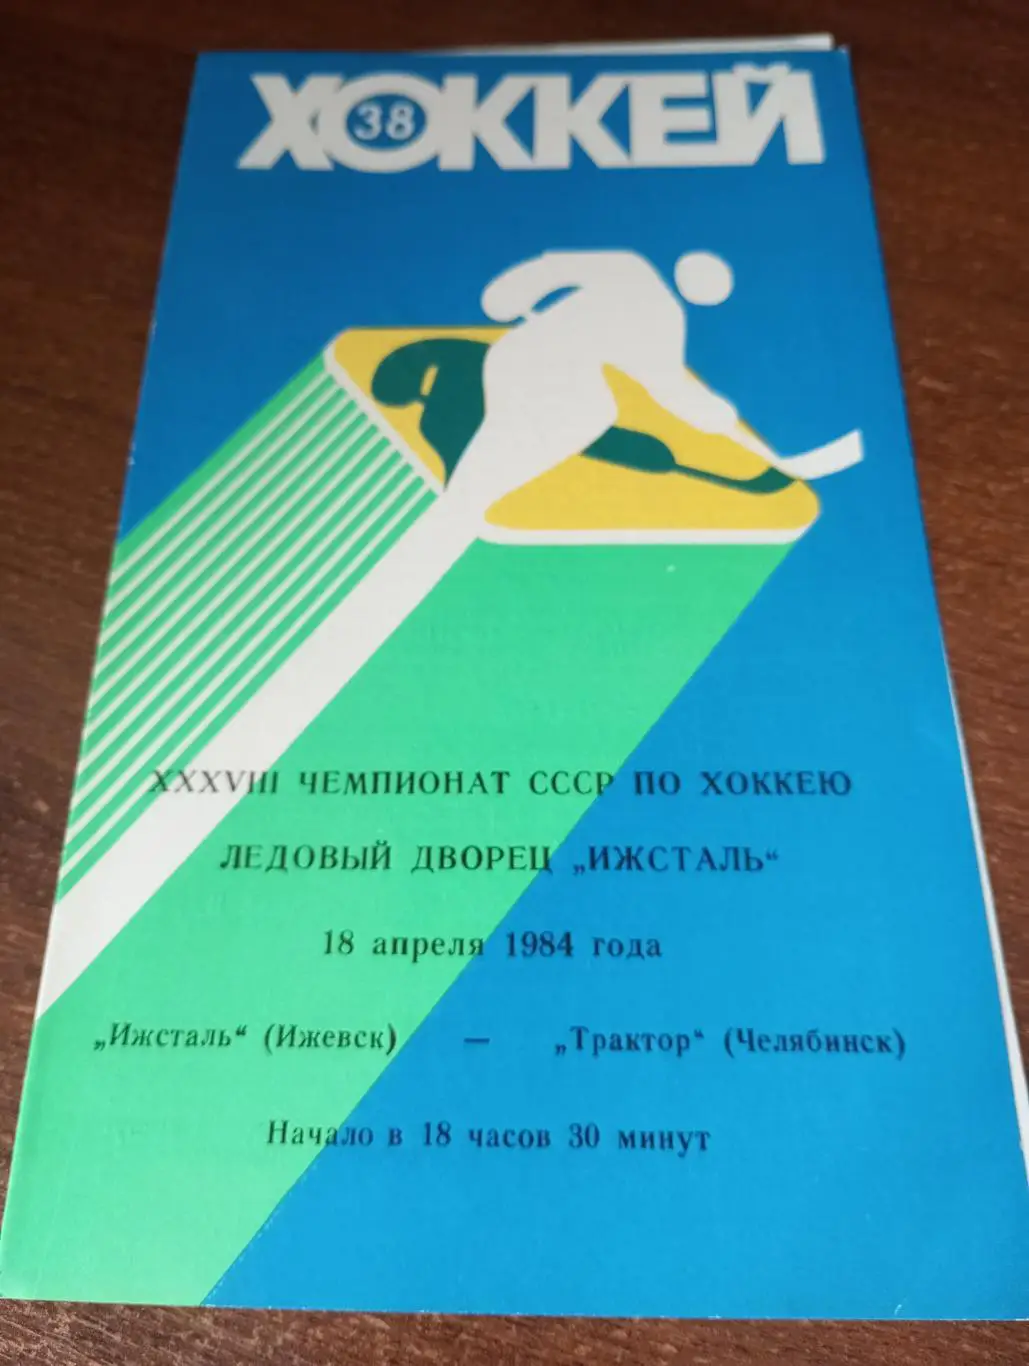 ХОККЕЙ
38
XXXVIII ЧЕМПИОНАТ СССР ПО ХОККЕЮ
ЛЕДОВЫЙ ДВОРЕЦ „ИЖСТАЛЬ“
18 апреля 1984 года
„Ижсталь“ (Ижевск) — „Трактор“ (Челябинск)
Начало в 18 часов 30 минут